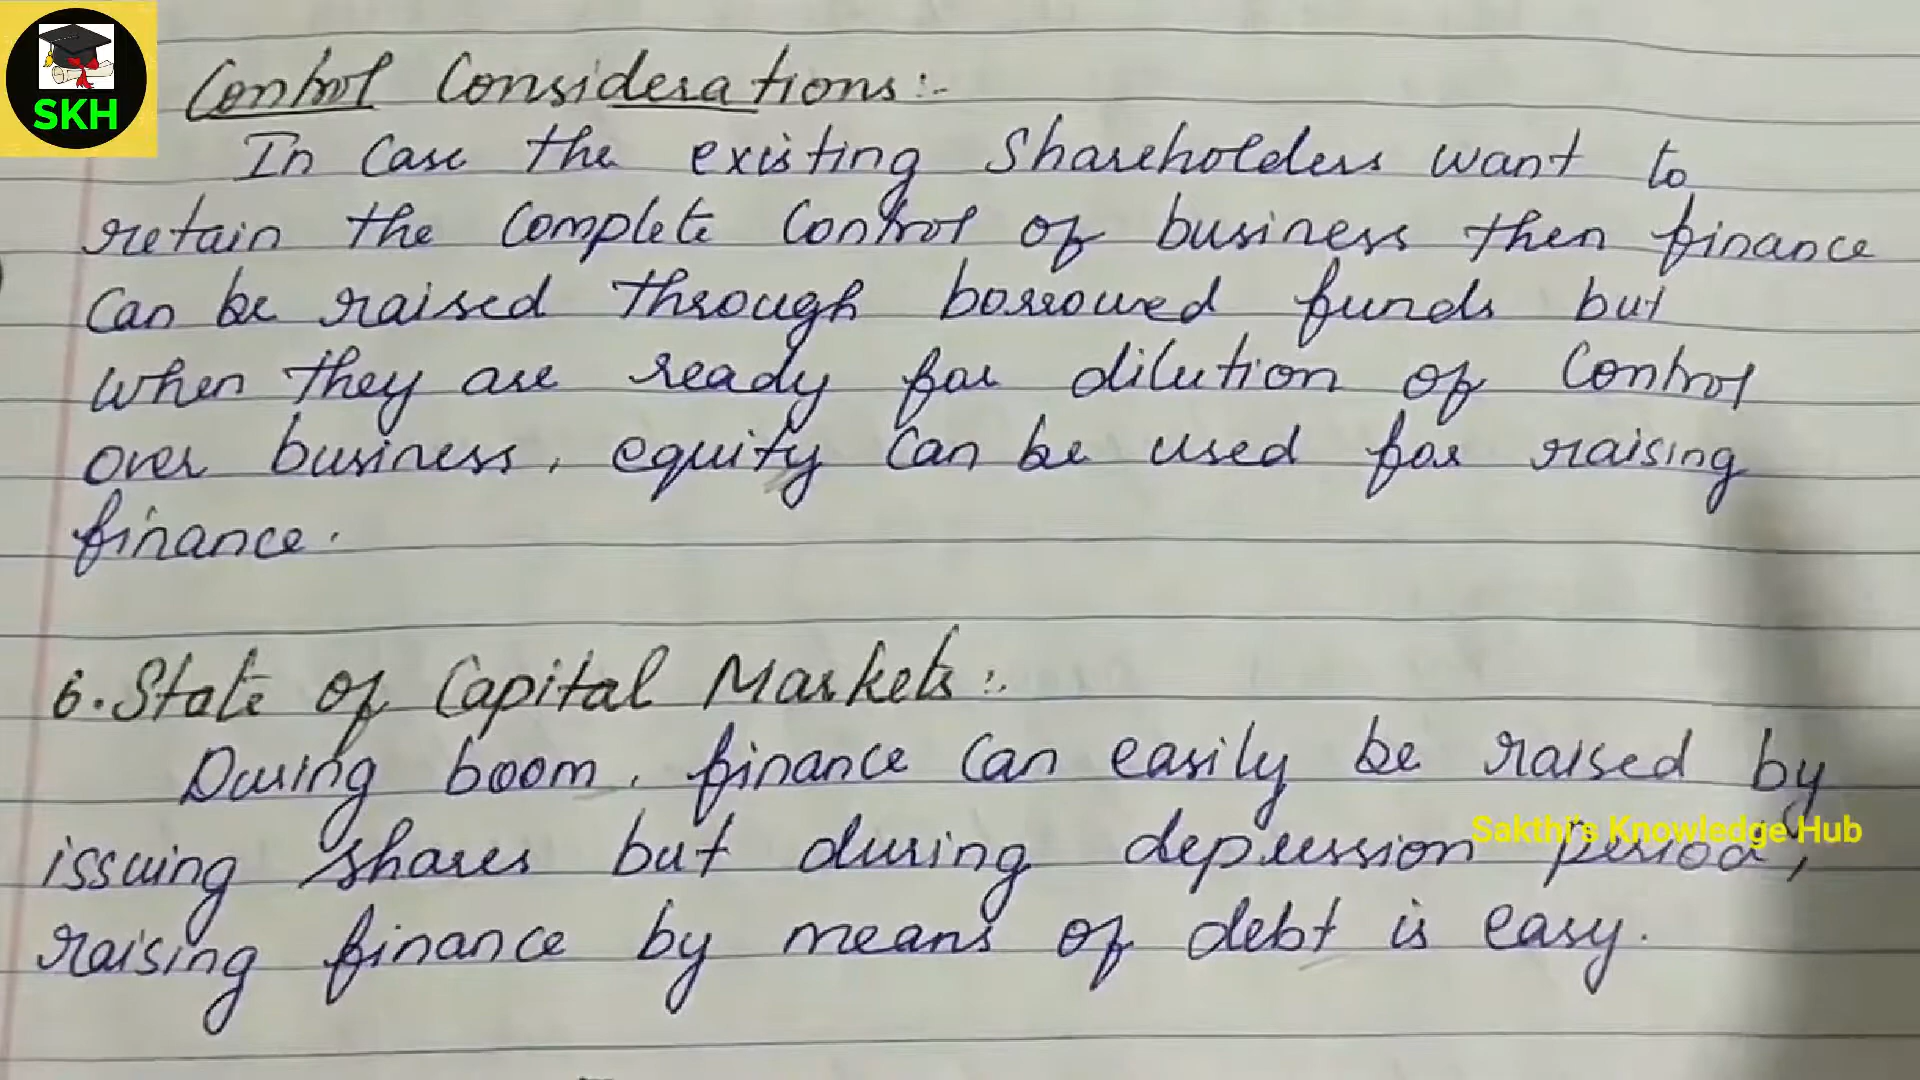 SKH
Control Considerations:-
In Case the existing Shareholders want to
retain the Complete Control of business then finance
Can be raised through borrowed funds but
When they are ready for dilution of Control
over business, equity Can be used for raising
finance.
6. State of Capital Markets:-
During boom, finance Can easily be raised by
Sakthi's Knowledge Hub
issuing shares but during depression period,
raising finance by means of debt is easy.